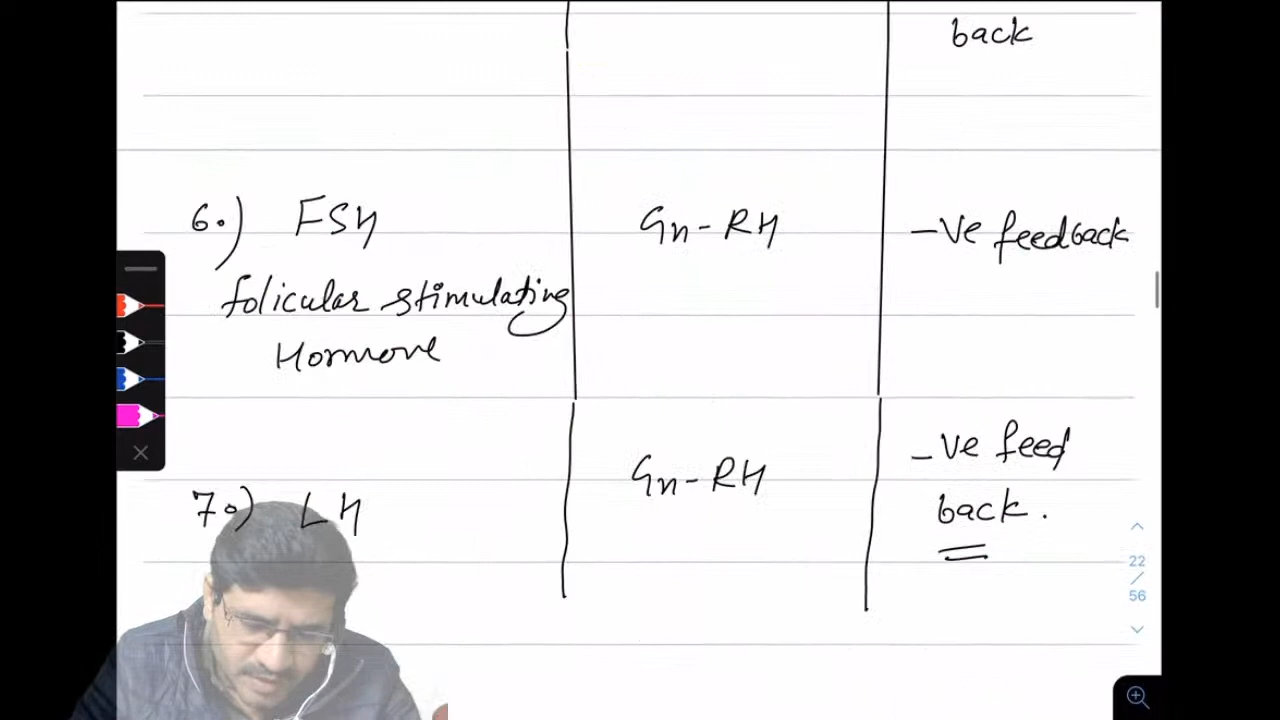 back
6.) FSH Gn-RH -ve feedback
folicular stimulating
Hormone
7.) LH Gn-RH -ve feed
back.
22
/
56